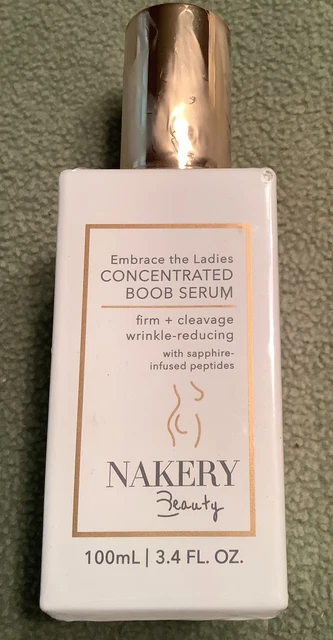 Embrace the Ladies
CONCENTRATED
BOOB SERUM
firm + cleavage
wrinkle-reducing
with sapphire-
infused peptides
NAKERY
Beauty
100mL | 3.4 FL. OZ.